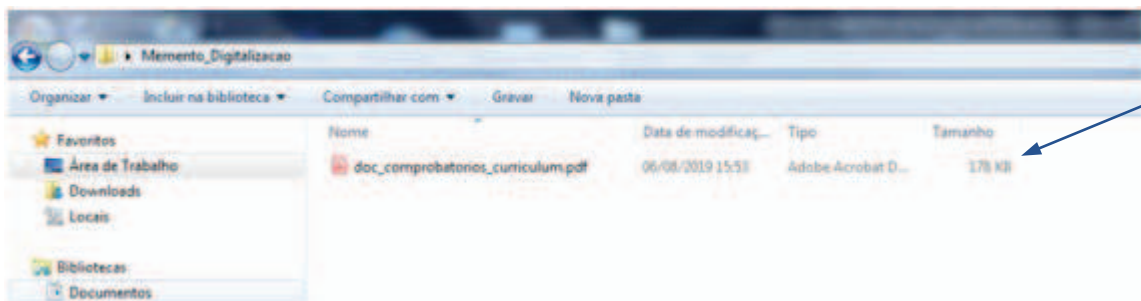 Memento_Digitalizacao
Organizar Incluir na biblioteca Compartilhar com Gravar Nova pasta
Nome Data de modificaç... Tipo Tamanho
doc_comprobatorios_curriculum.pdf 06/08/2019 15:53 Adobe Acrobat D... 178 KB
Favoritos
Área de Trabalho
Downloads
Locais
Bibliotecas
Documentos